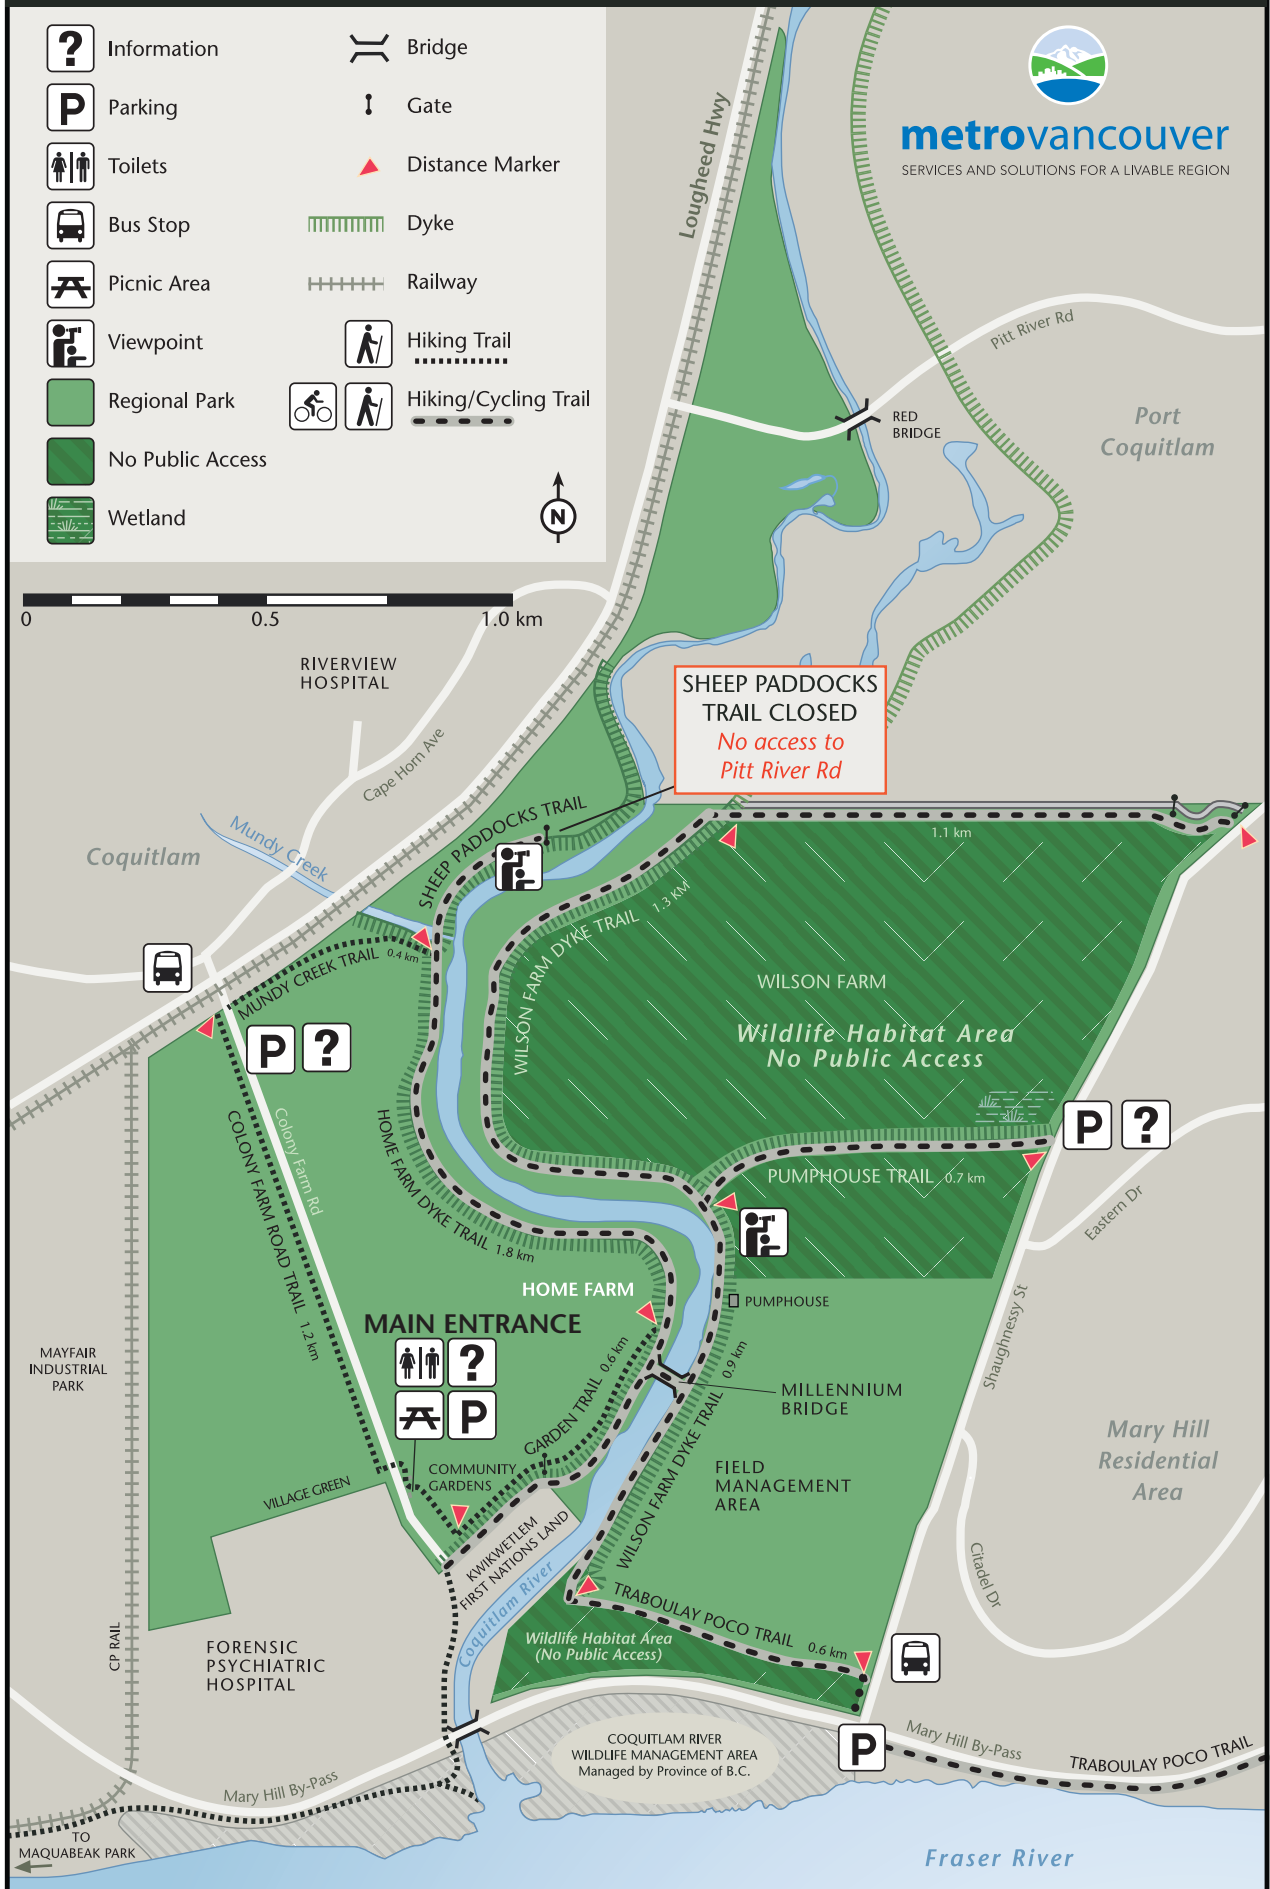 ?
Information
P
Parking
Toilets
Bus Stop
Picnic Area
Viewpoint
Regional Park
No Public Access
Wetland
Bridge
Gate
Distance Marker
Dyke
Railway
Hiking Trail
Hiking/Cycling Trail
N
0
0.5
1.0 km
metrovancouver
SERVICES AND SOLUTIONS FOR A LIVABLE REGION
Lougheed Hwy
Pitt River Rd
RED
BRIDGE
Port
Coquitlam
RIVERVIEW
HOSPITAL
Cape Horn Ave
SHEEP PADDOCKS
TRAIL CLOSED
No access to
Pitt River Rd
Mundy Creek
Coquitlam
SHEEP PADDOCKS TRAIL
1.1 km
WILSON FARM DYKE TRAIL
1.3 KM
MUNDY CREEK TRAIL
0.4 km
WILSON FARM
Wildlife Habitat Area
No Public Access
WILSON FARM DYKE TRAIL
P
?
P
?
COLONY FARM ROAD TRAIL
1.2 km
Colony Farm Rd
HOME FARM DYKE TRAIL
1.8 km
PUMPHOUSE TRAIL
0.7 km
Eastern Dr
HOME FARM
PUMPHOUSE
MAIN ENTRANCE
?
P
MAYFAIR
INDUSTRIAL
PARK
GARDEN TRAIL
0.6 km
0.9 km
WILSON FARM DYKE TRAIL
MILLENNIUM
BRIDGE
Shaughnessy St
Mary Hill
Residential
Area
COMMUNITY
GARDENS
FIELD
MANAGEMENT
AREA
VILLAGE GREEN
KWIKWETLEM
FIRST NATIONS LAND
Citadel Dr
Coquitlam River
TRABOULAY POCO TRAIL
0.6 km
Wildlife Habitat Area
(No Public Access)
CP RAIL
FORENSIC
PSYCHIATRIC
HOSPITAL
P
COQUITLAM RIVER
WILDLIFE MANAGEMENT AREA
Managed by Province of B.C.
Mary Hill By-Pass
TRABOULAY POCO TRAIL
Mary Hill By-Pass
TO
MAQUABEAK PARK
Fraser River